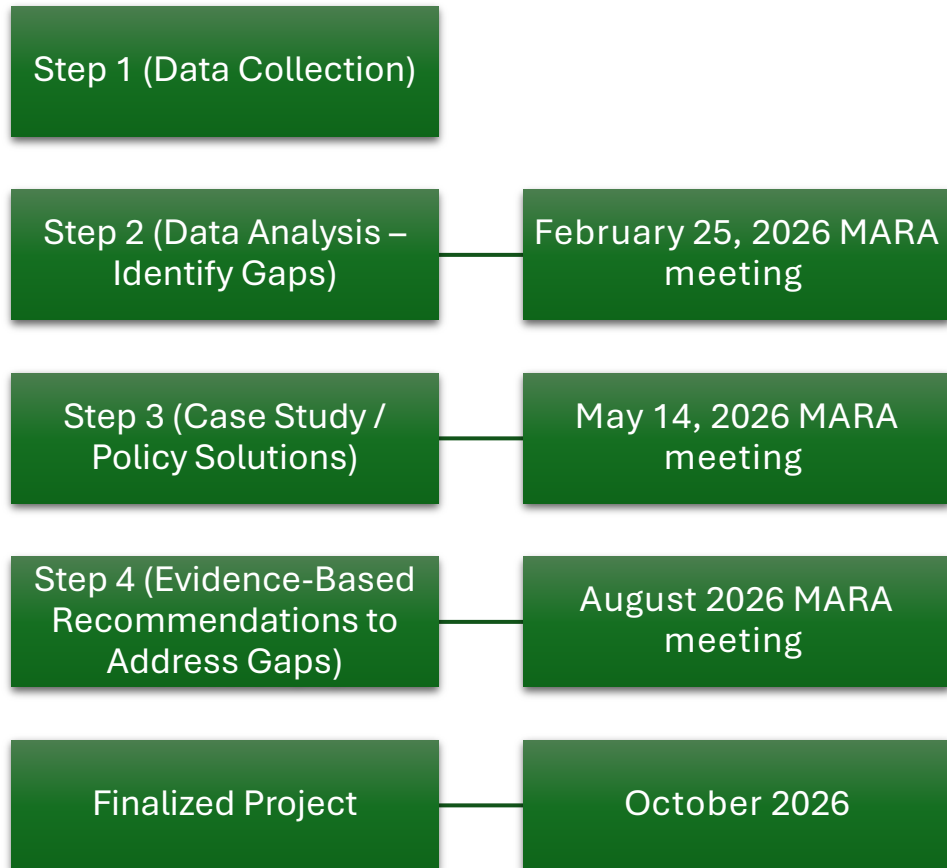 Step 1 (Data Collection)
Step 2 (Data Analysis –
Identify Gaps)
February 25, 2026 MARA
meeting
Step 3 (Case Study /
Policy Solutions)
May 14, 2026 MARA
meeting
Step 4 (Evidence-Based
Recommendations to
Address Gaps)
August 2026 MARA
meeting
Finalized Project
October 2026